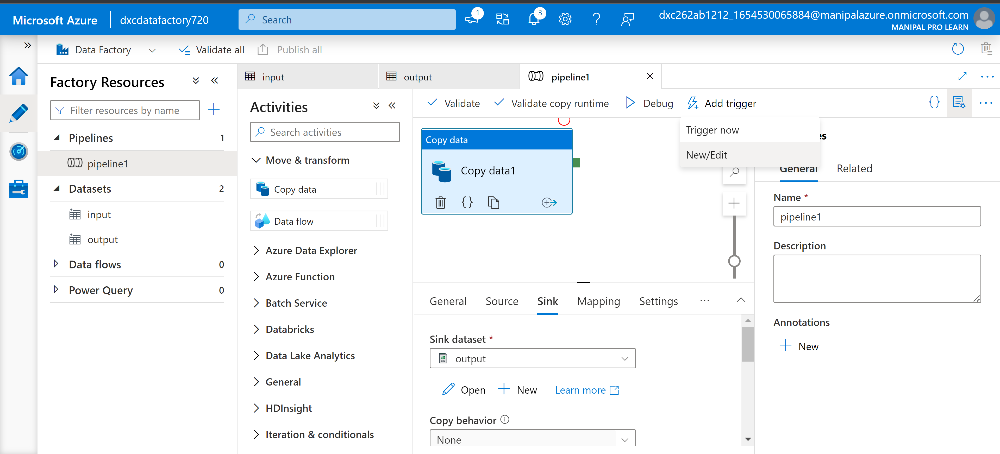 Microsoft Azure
dxcdatafactory720
Search
1
3
dxc262ab1212_1654530065884@manipalazure.onmicrosoft.com
MANIPAL PRO LEARN
Data Factory
Validate all
Publish all
Factory Resources
Filter resources by name
Pipelines
1
pipeline1
Datasets
2
input
output
Data flows
0
Power Query
0
input
output
pipeline1
Activities
Search activities
Move & transform
Copy data
Data flow
Azure Data Explorer
Azure Function
Batch Service
Databricks
Data Lake Analytics
General
HDInsight
Iteration & conditionals
Validate
Validate copy runtime
Debug
Add trigger
Trigger now
New/Edit
Copy data
Copy data1
General
Source
Sink
Mapping
Settings
Sink dataset *
output
Open
New
Learn more
Copy behavior
None
es
General
Related
Name *
pipeline1
Description
Annotations
New